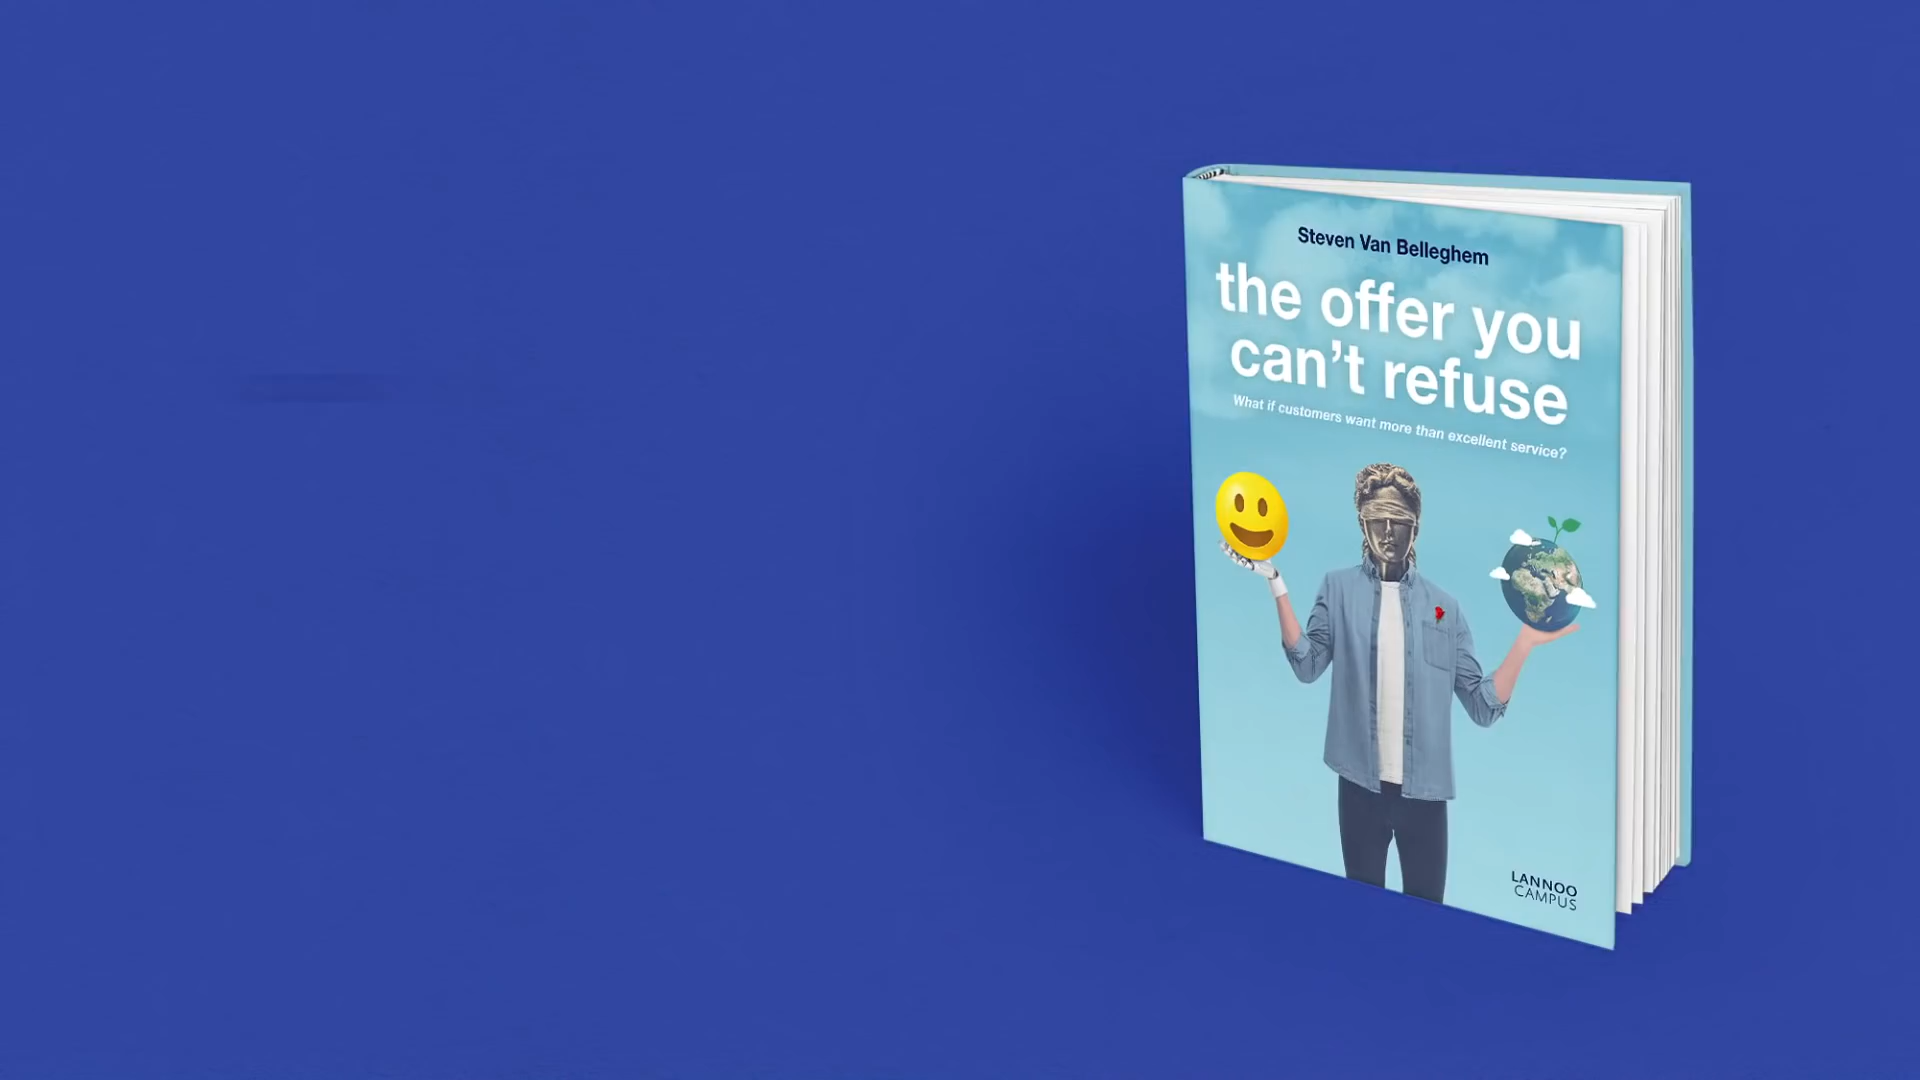 Steven Van Belleghem
the offer you
can't refuse
What if customers want more than excellent service?
LANNOO
CAMPUS